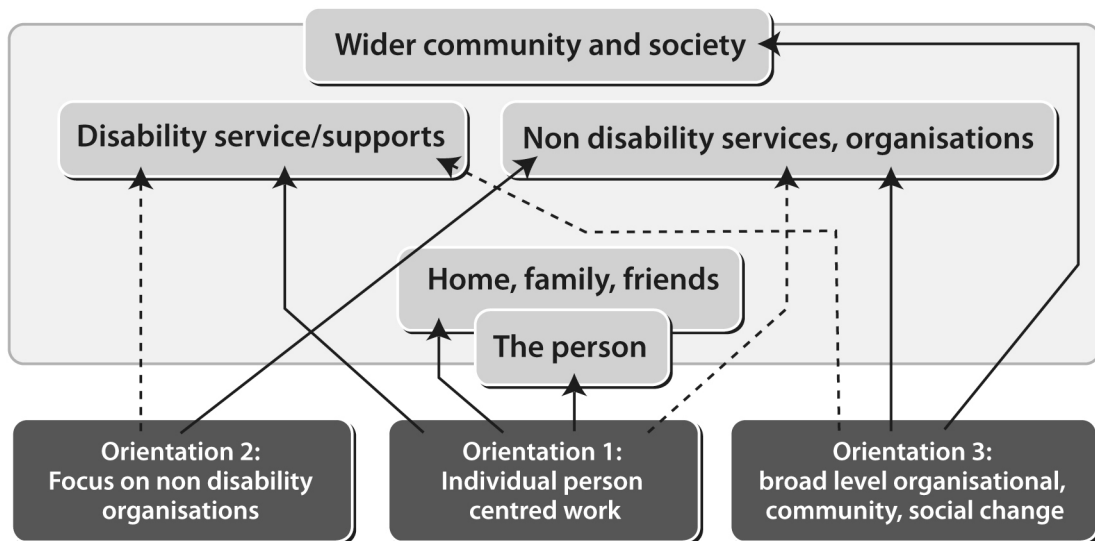 Wider community and society
Disability service/supports
Non disability services, organisations
Home, family, friends
The person
Orientation 2:
Focus on non disability
organisations
Orientation 1:
Individual person
centred work
Orientation 3:
broad level organisational,
community, social change